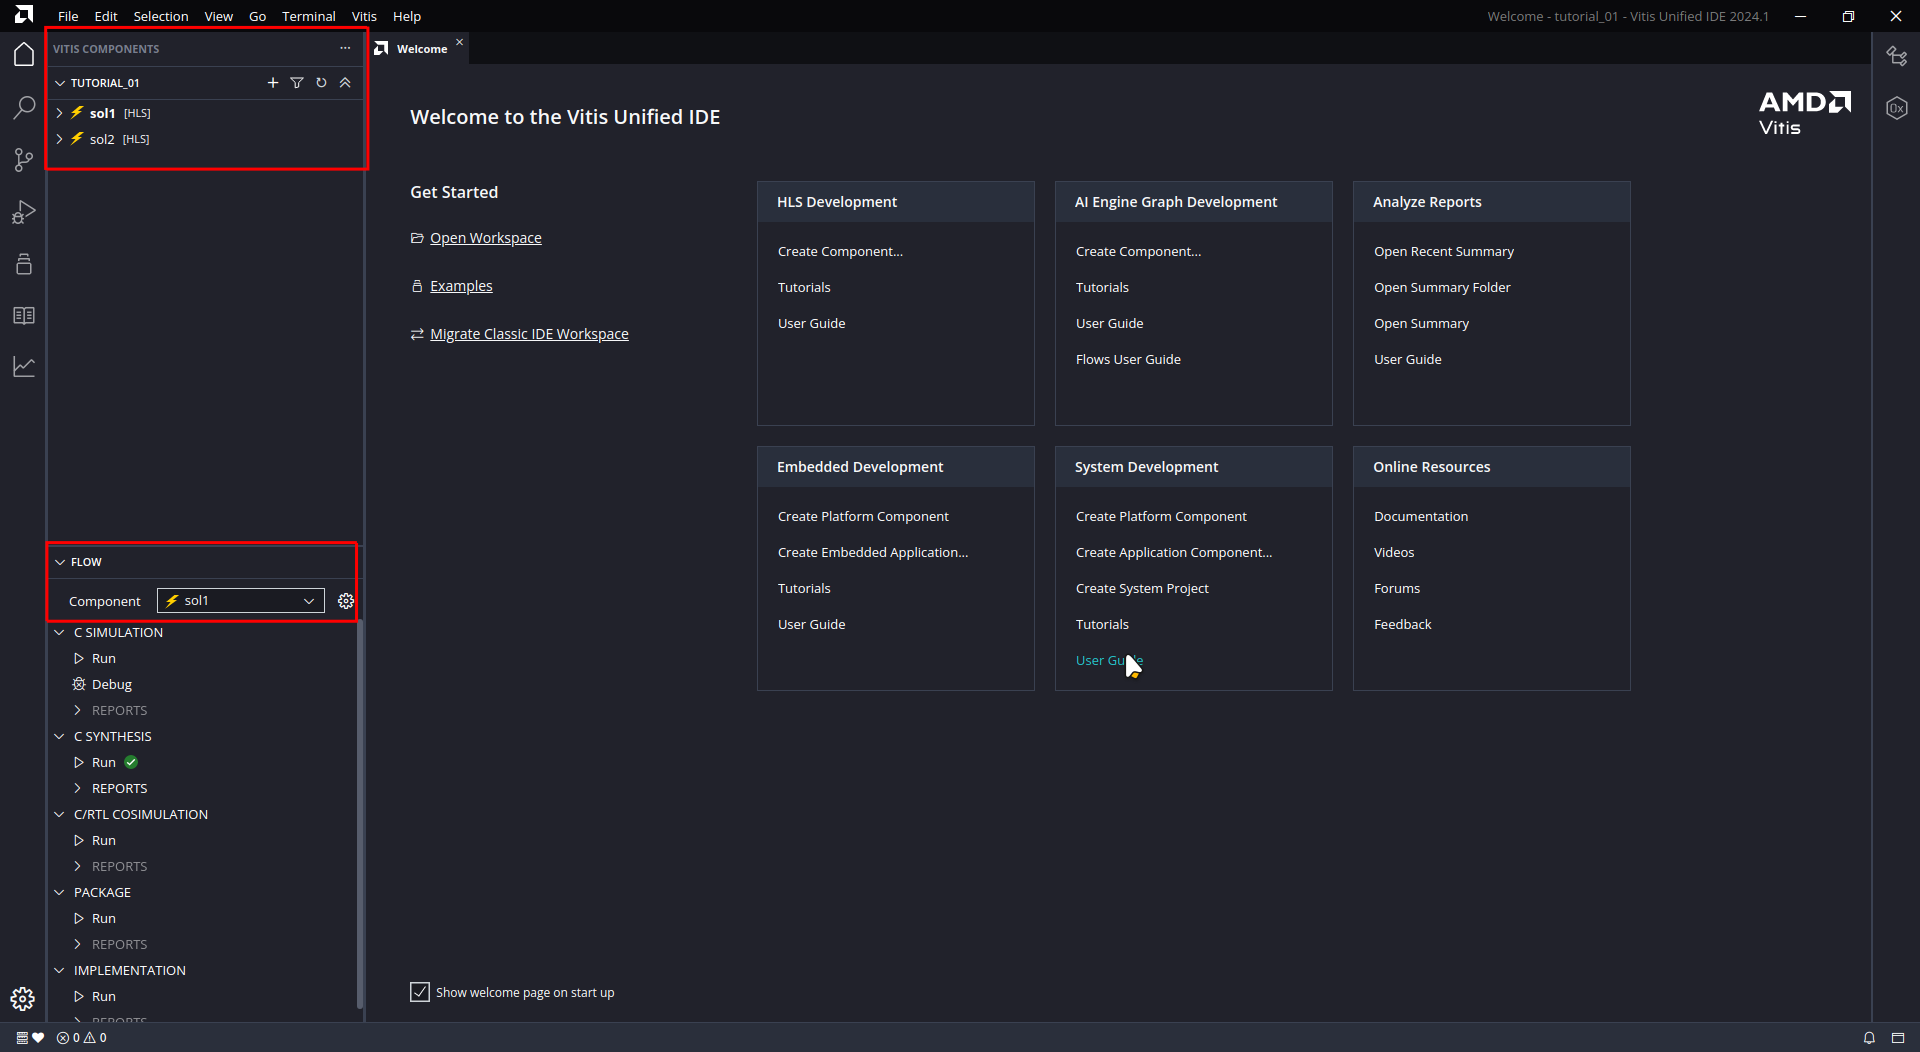 File Edit Selection View Go Terminal Vitis Help
Welcome - tutorial_01 - Vitis Unified IDE 2024.1
VITIS COMPONENTS
TUTORIAL_01
sol1 [HLS]
sol2 [HLS]
FLOW
Component sol1
C SIMULATION
Run
Debug
REPORTS
C SYNTHESIS
Run
REPORTS
C/RTL COSIMULATION
Run
REPORTS
PACKAGE
Run
REPORTS
IMPLEMENTATION
Run
REPORTS
Welcome
Welcome to the Vitis Unified IDE
AMD
Vitis
Get Started
Open Workspace
Examples
Migrate Classic IDE Workspace
HLS Development
Create Component...
Tutorials
User Guide
AI Engine Graph Development
Create Component...
Tutorials
User Guide
Flows User Guide
Analyze Reports
Open Recent Summary
Open Summary Folder
Open Summary
User Guide
Embedded Development
Create Platform Component
Create Embedded Application...
Tutorials
User Guide
System Development
Create Platform Component
Create Application Component...
Create System Project
Tutorials
User Guide
Online Resources
Documentation
Videos
Forums
Feedback
Show welcome page on start up
0x
0 0